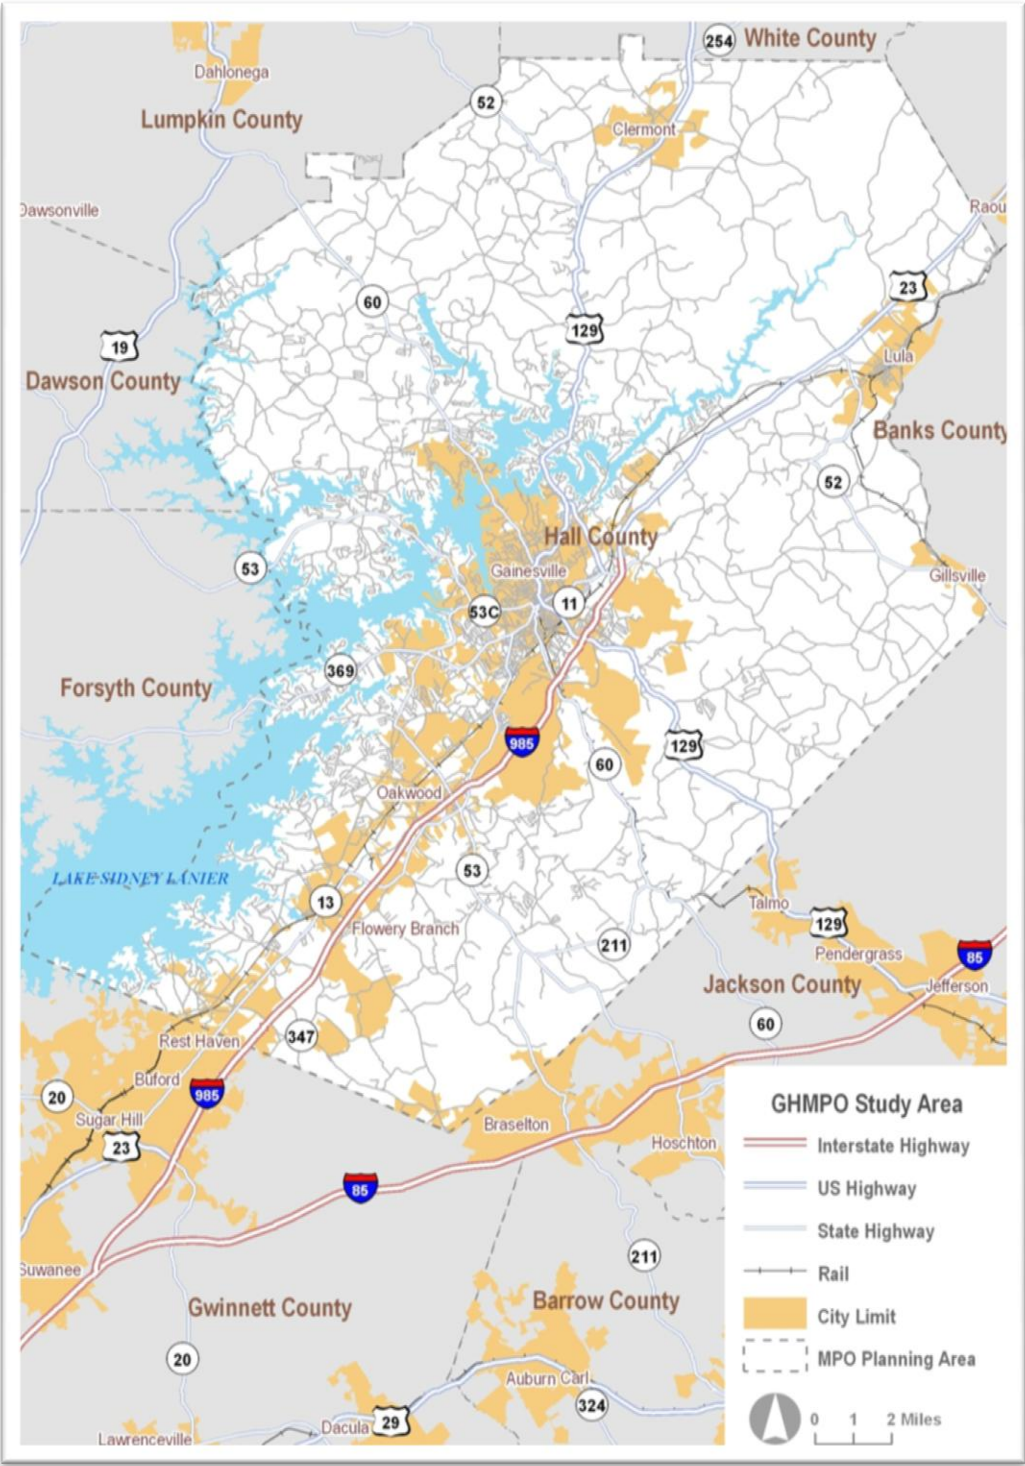 254 White County
Dahlonega
52
Lumpkin County
Clermont
Dawsonville
Raou
23
60
129
19
Lula
Dawson County
Banks County
52
Hall County
53
Gainesville
Gillsville
53C
11
369
Forsyth County
985
129
60
Oakwood
53
LAKE SIDNEY LANIER
13
Talmo
129
Flowery Branch
211
Pendergrass
85
Jackson County
Jefferson
60
347
Rest Haven
Buford
985
20
Sugar Hill
23
Braselton
Hoschton
85
GHMPO Study Area
Interstate Highway
US Highway
State Highway
Rail
City Limit
MPO Planning Area
0 1 2 Miles
211
Suwanee
Gwinnett County
Barrow County
20
Auburn Carl
324
Dacula
29
Lawrenceville